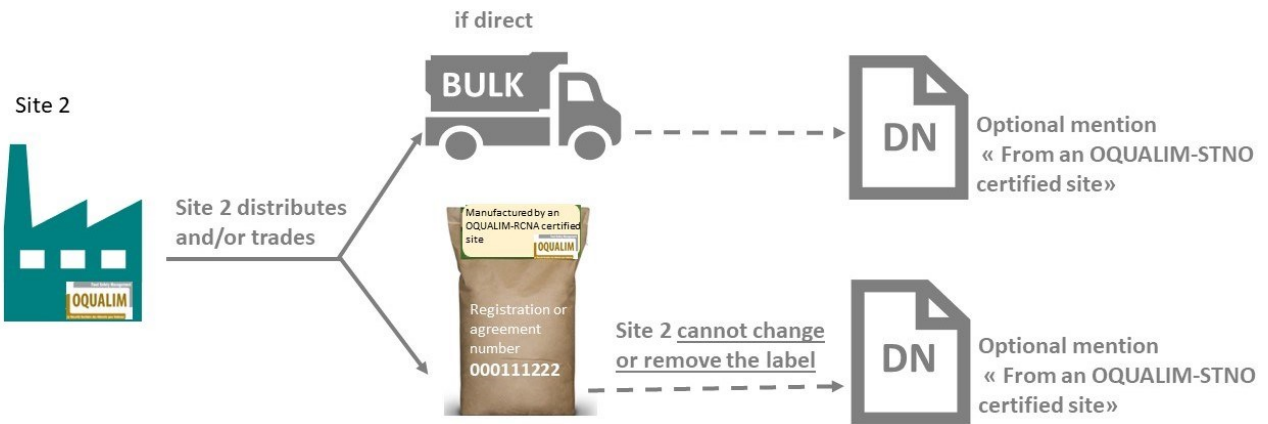 if direct
BULK
Site 2
DN
Optional mention
« From an OQUALIM-STNO
certified site»
Site 2 distributes
and/or trades
Manufactured by an
OQUALIM-RCNA certified
site
OQUALIM
OQUALIM
Registration or
agreement
number
000111222
Site 2 cannot change
or remove the label
DN
Optional mention
« From an OQUALIM-STNO
certified site»